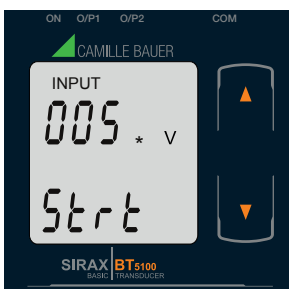 ON O/P1 O/P2 COM
CAMILLE BAUER
INPUT
005 * V
Strt
SIRAX BT5100
BASIC TRANSDUCER